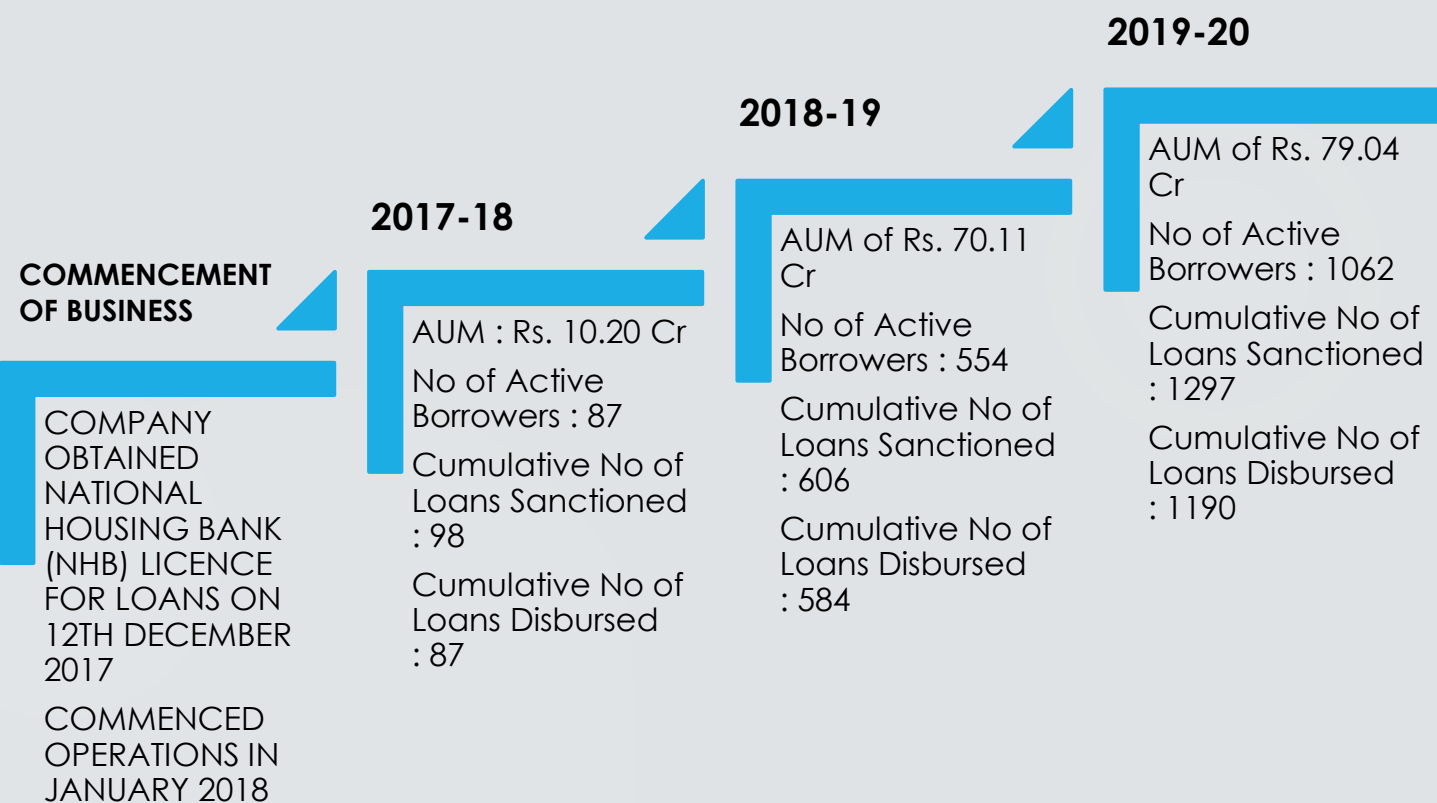 COMMENCEMENT
OF BUSINESS
COMPANY
OBTAINED
NATIONAL
HOUSING BANK
(NHB) LICENCE
FOR LOANS ON
12TH DECEMBER
2017
COMMENCED
OPERATIONS IN
JANUARY 2018
2017-18
AUM : Rs. 10.20 Cr
No of Active
Borrowers : 87
Cumulative No of
Loans Sanctioned
: 98
Cumulative No of
Loans Disbursed
: 87
2018-19
AUM of Rs. 70.11
Cr
No of Active
Borrowers : 554
Cumulative No of
Loans Sanctioned
: 606
Cumulative No of
Loans Disbursed
: 584
2019-20
AUM of Rs. 79.04
Cr
No of Active
Borrowers : 1062
Cumulative No of
Loans Sanctioned
: 1297
Cumulative No of
Loans Disbursed
: 1190